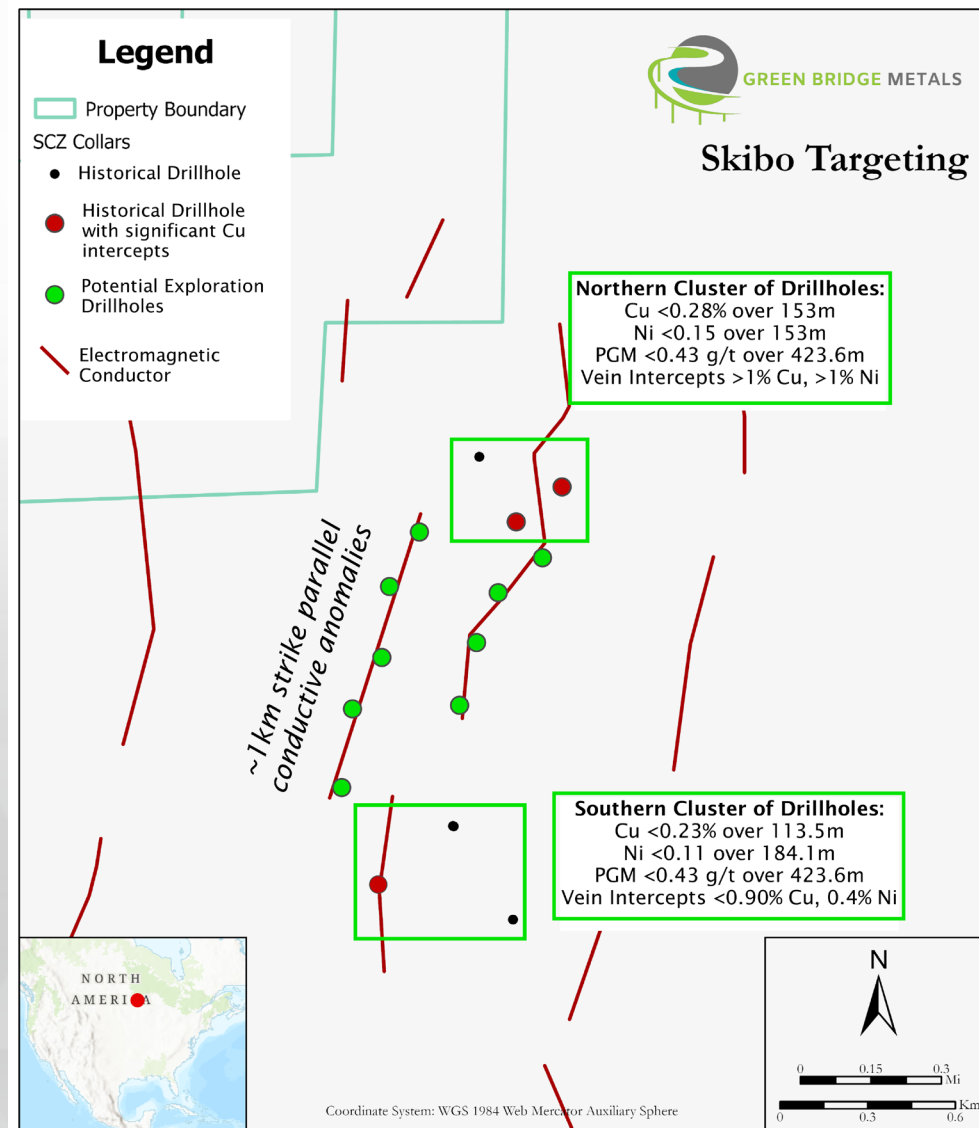 Legend
Property Boundary
SCZ Collars
Historical Drillhole
Historical Drillhole
with significant Cu
intercepts
Potential Exploration
Drillholes
Electromagnetic
Conductor
GREEN BRIDGE METALS
Skibo Targeting
Northern Cluster of Drillholes:
Cu <0.28% over 153m
Ni <0.15 over 153m
PGM <0.43 g/t over 423.6m
Vein Intercepts >1% Cu, >1% Ni
~1km strike parallel
conductive anomalies
Southern Cluster of Drillholes:
Cu <0.23% over 113.5m
Ni <0.11 over 184.1m
PGM <0.43 g/t over 423.6m
Vein Intercepts <0.90% Cu, 0.4% Ni
NORTH
AMERICA
N
0 0.15 0.3
Mi
Km
0 0.3 0.6
Coordinate System: WGS 1984 Web Mercator Auxiliary Sphere